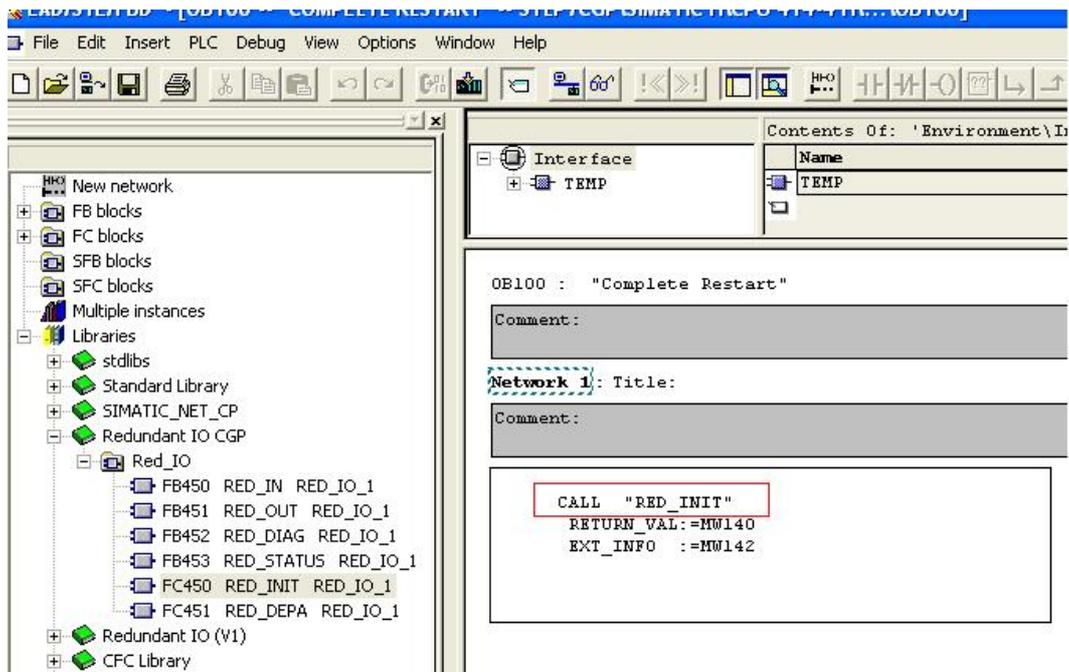 File Edit Insert PLC Debug View Options Window Help
New network
FB blocks
FC blocks
SFB blocks
SFC blocks
Multiple instances
Libraries
stdlibs
Standard Library
SIMATIC_NET_CP
Redundant IO CGP
Red_IO
FB450 RED_IN RED_IO_1
FB451 RED_OUT RED_IO_1
FB452 RED_DIAG RED_IO_1
FB453 RED_STATUS RED_IO_1
FC450 RED_INIT RED_IO_1
FC451 RED_DEPA RED_IO_1
Redundant IO (V1)
CFC Library
Contents Of: 'Environment\
Interface
TEMP
Name
TEMP
OB100 : "Complete Restart"
Comment:
Network 1: Title:
Comment:
CALL "RED_INIT"
RETURN_VAL:=MW140
EXT_INFO :=MW142